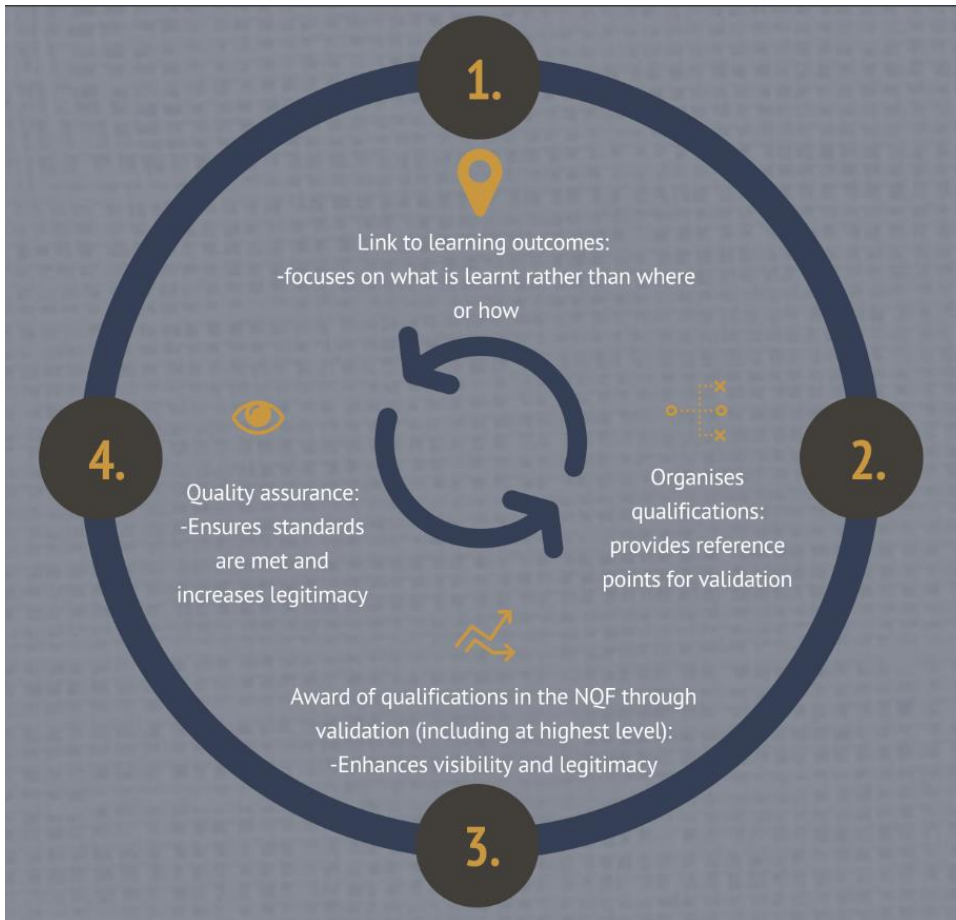 1.
Link to learning outcomes:
-focuses on what is learnt rather than where
or how
2.
Organises
qualifications:
provides reference
points for validation
3.
Award of qualifications in the NQF through
validation (including at highest level):
-Enhances visibility and legitimacy
4.
Quality assurance:
-Ensures standards
are met and
increases legitimacy